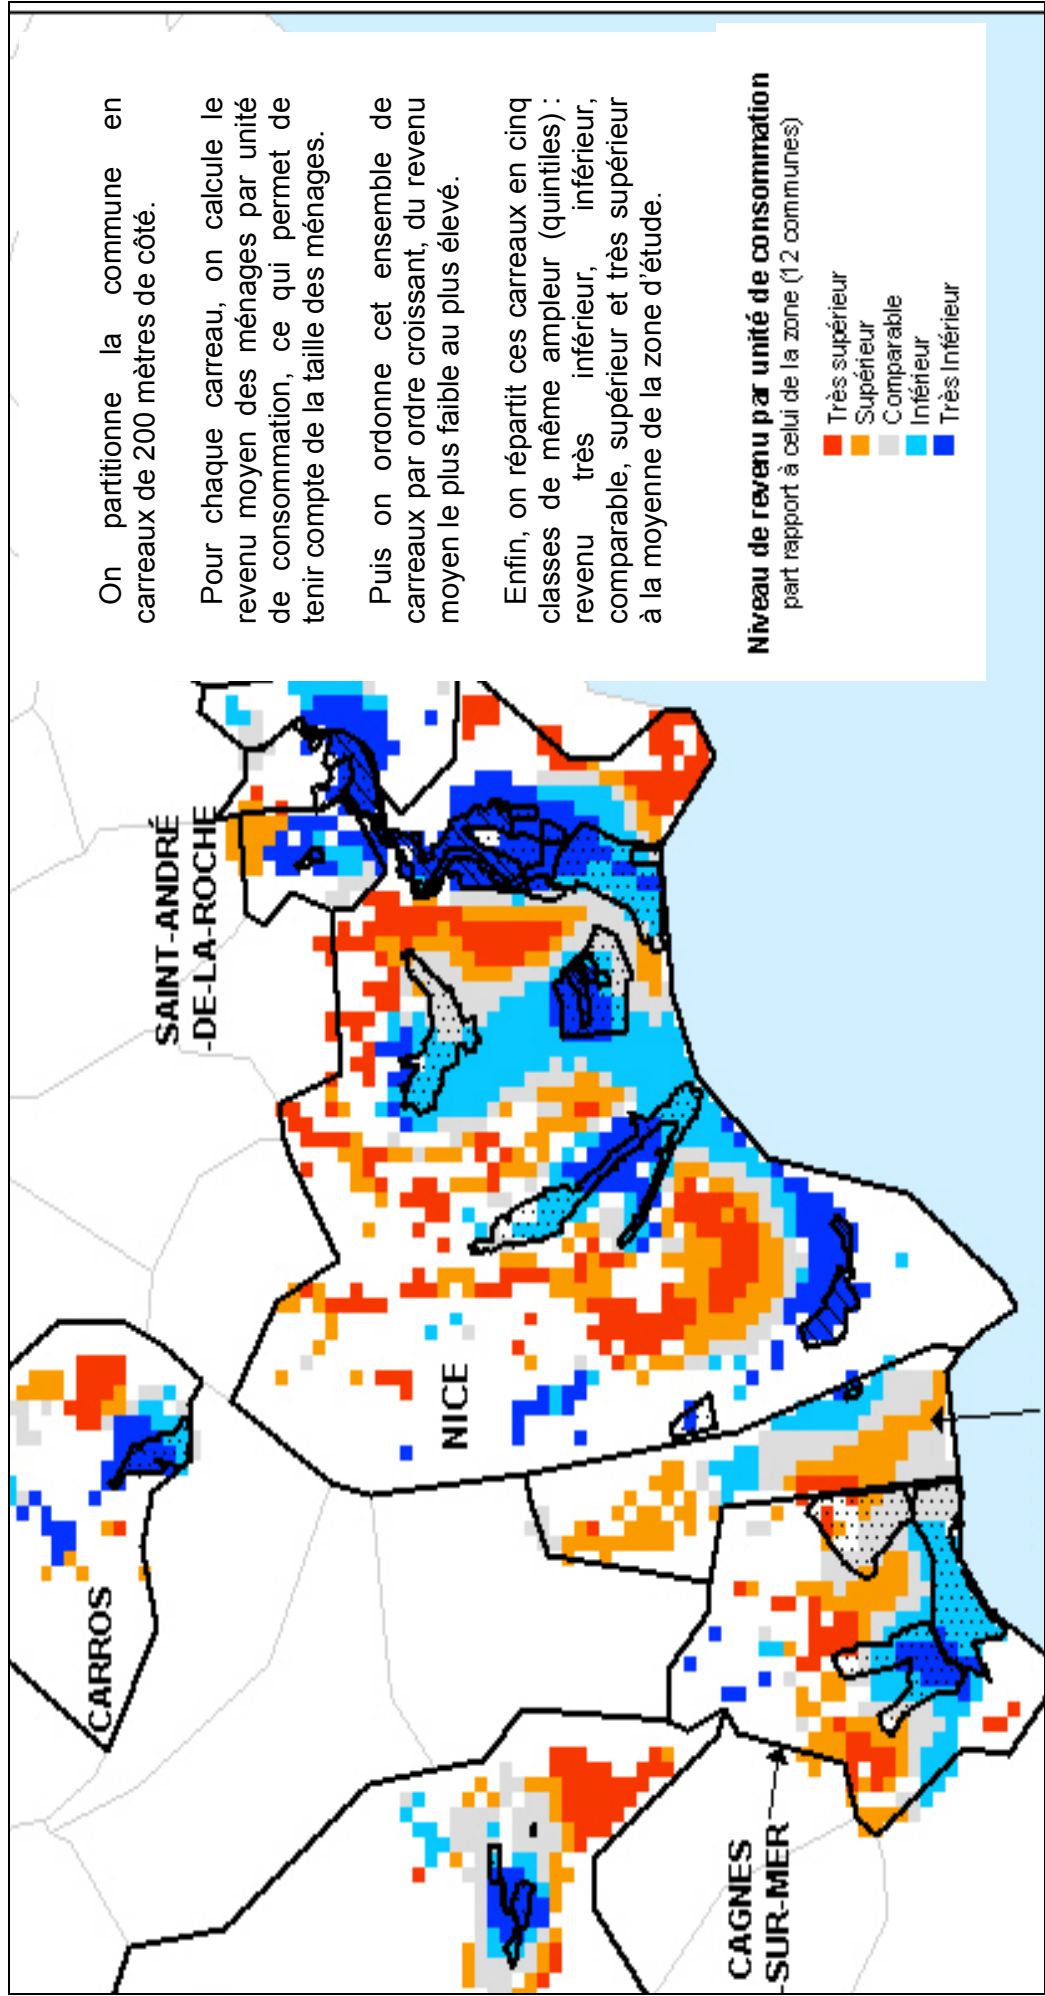 On partitionne la commune en
carreaux de 200 mètres de côté.
Pour chaque carreau, on calcule le
revenu moyen des ménages par unité
de consommation, ce qui permet de
tenir compte de la taille des ménages.
Puis on ordonne cet ensemble de
carreaux par ordre croissant, du revenu
moyen le plus faible au plus élevé.
Enfin, on répartit ces carreaux en cinq
classes de même ampleur (quintiles) :
revenu très inférieur, inférieur,
comparable, supérieur et très supérieur
à la moyenne de la zone d'étude.
Niveau de revenu par unité de consommation
part rapport à celui de la zone (12 communes)
Très supérieur
Supérieur
Comparable
Inférieur
Très Inférieur
CARROS
SAINT-ANDRÉ
-DE-LA-ROCHE
NICE
CAGNES
-SUR-MER